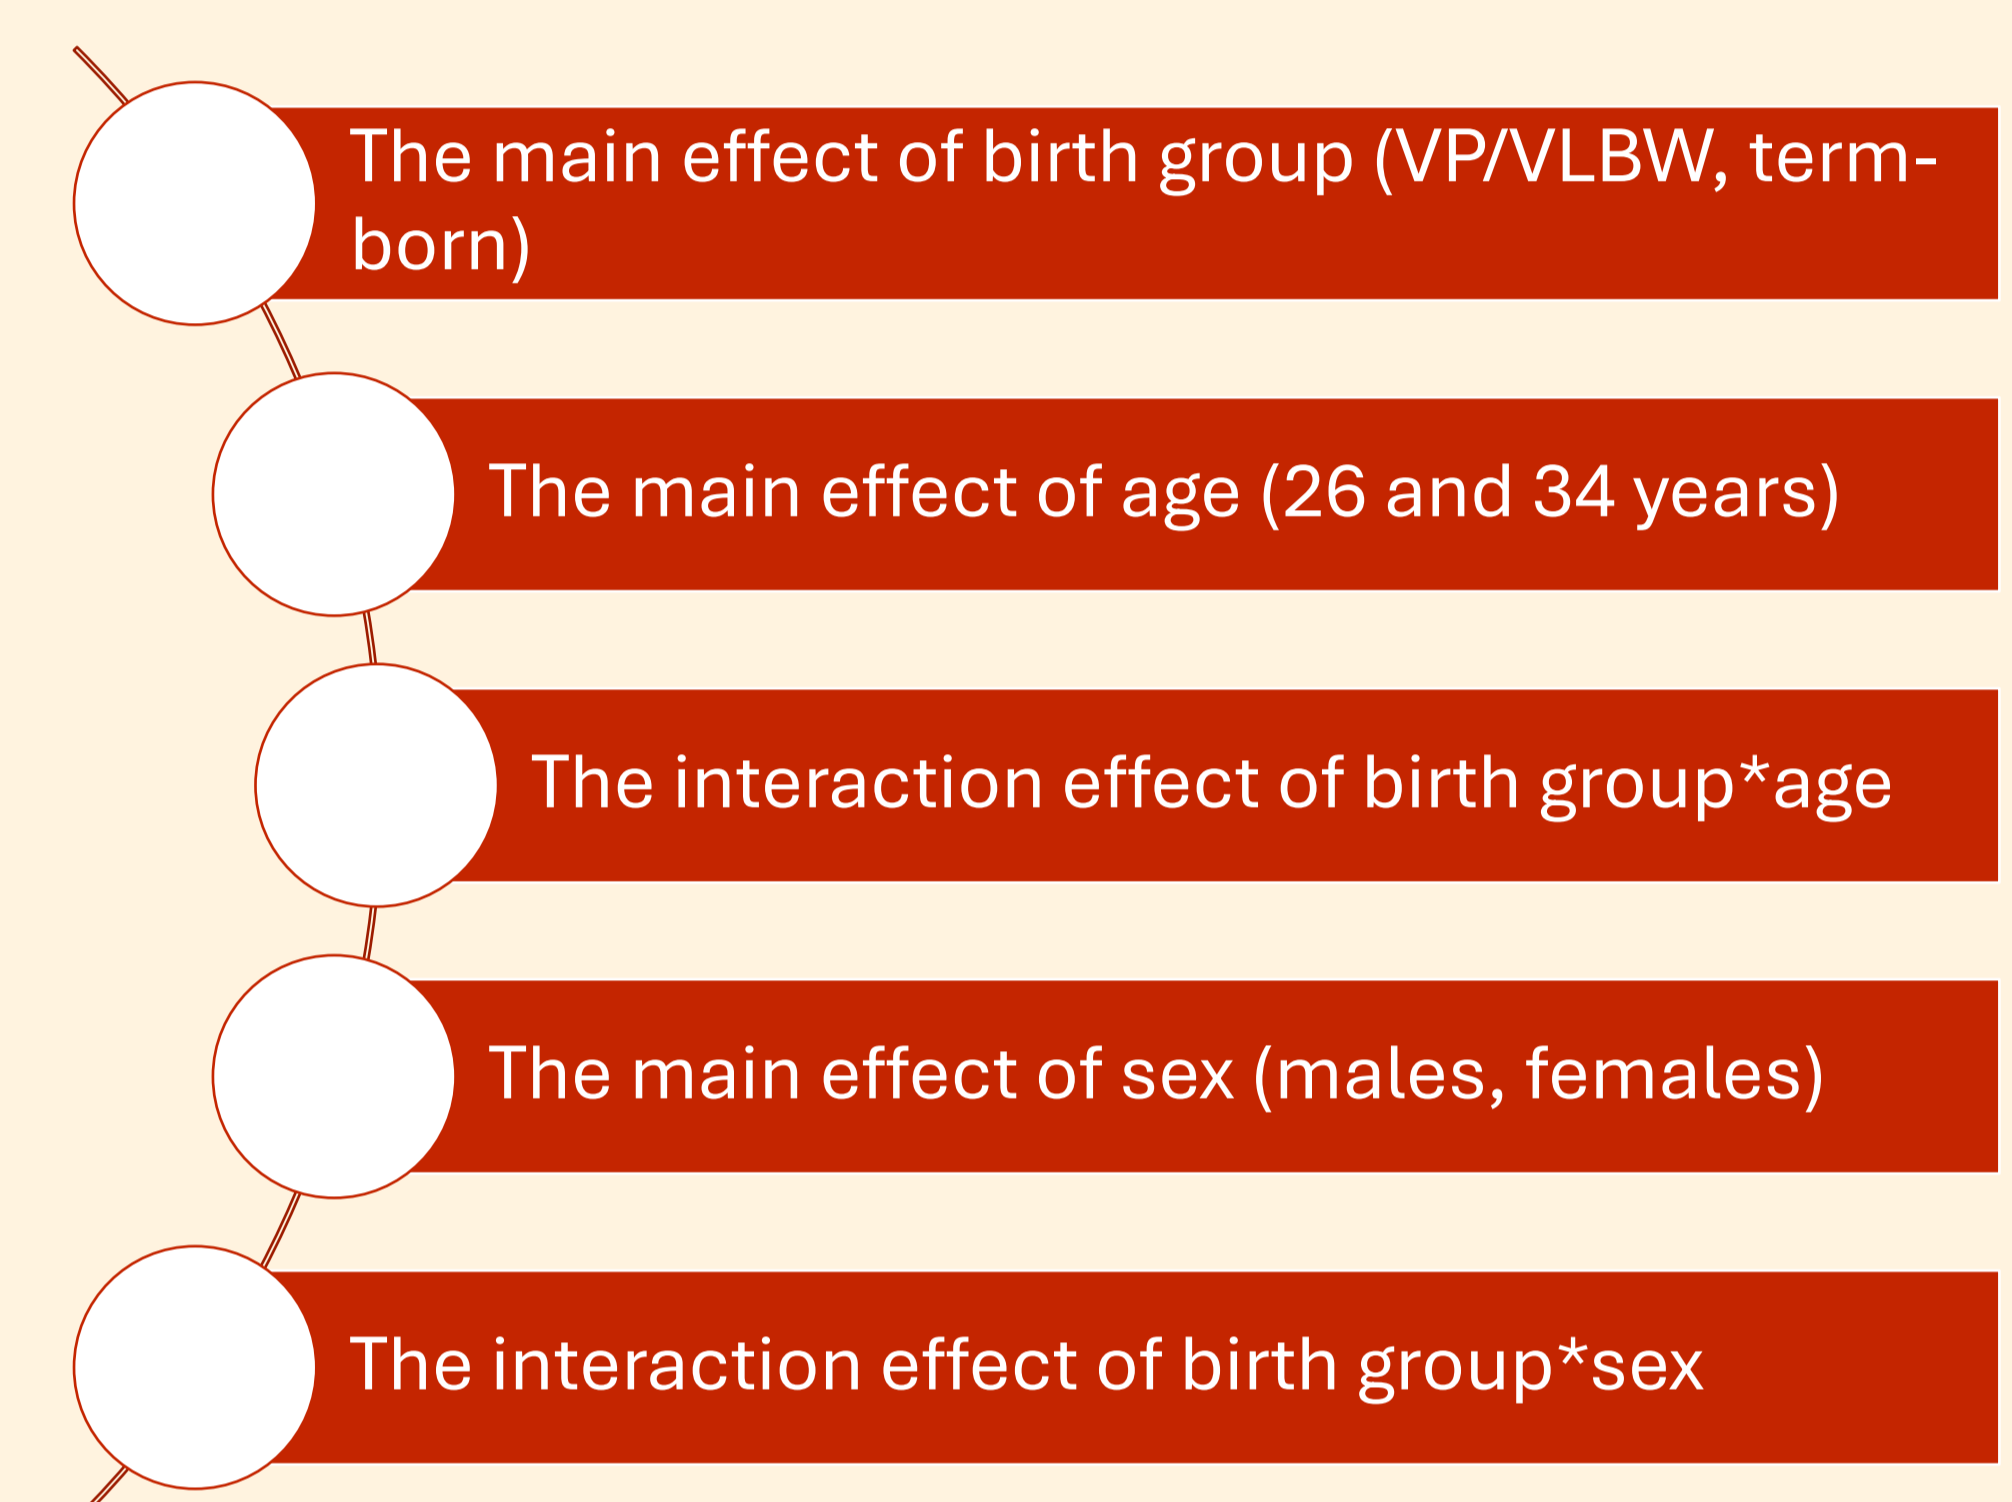 The main effect of birth group (VP/VLBW, term-
born)
The main effect of age (26 and 34 years)
The interaction effect of birth group*age
The main effect of sex (males, females)
The interaction effect of birth group*sex